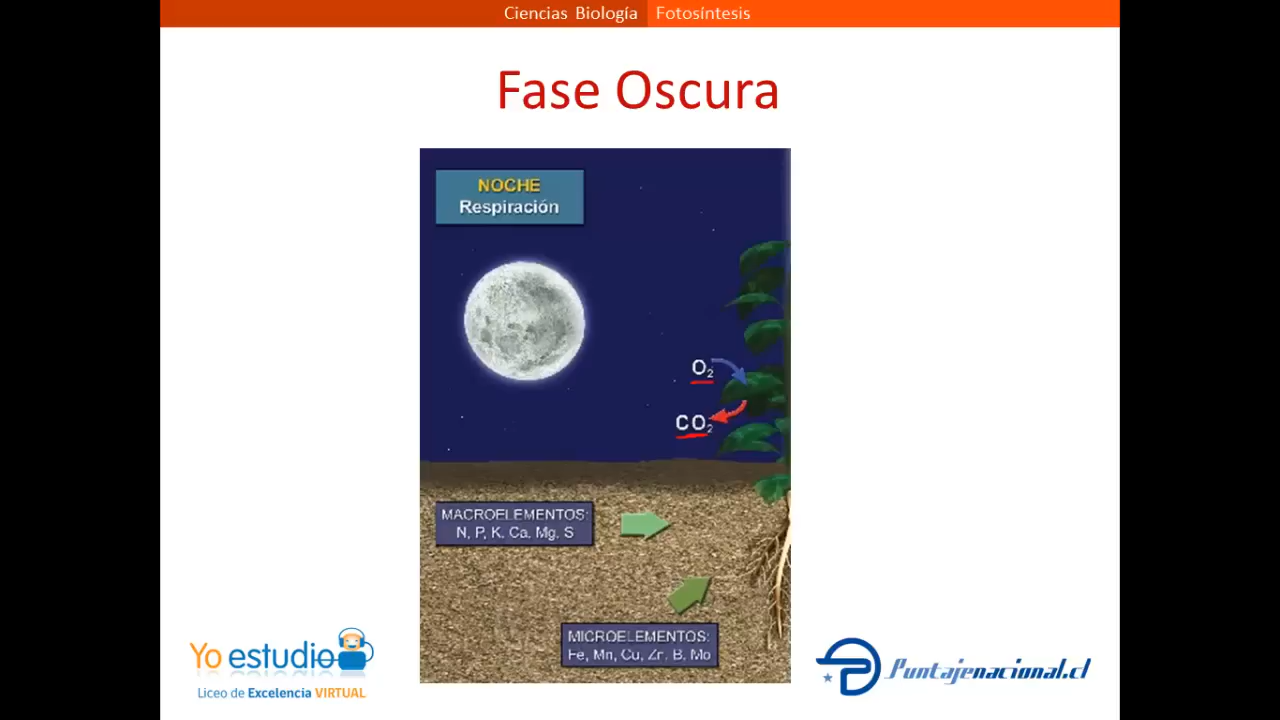 Ciencias Biología Fotosíntesis
Fase Oscura
NOCHE
Respiración
O₂
CO₂
MACROELEMENTOS:
N, P, K, Ca, Mg, S
MICROELEMENTOS:
Fe, Mn, Cu, Zn, B, Mo
Yo estudio
Liceo de Excelencia VIRTUAL
Puntajenacional.cl